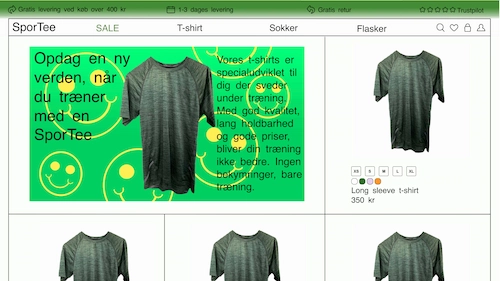 Gratis levering ved køb over 400 kr
1-3 dages levering
Gratis retur
Trustpilot
SporTee
SALE
T-shirt
Sokker
Flasker
Opdag en ny
verden, når
du træner
med en
SporTee
Vores t-shirts er
specialudviklet til
dig der sveder
under træning.
Med god kvalitet,
lang holdbarhed
og gode priser,
bliver din træning
ikke bedre. Ingen
bekymringer, bare
træning.
XS S M L XL
Long sleeve t-shirt
350 kr